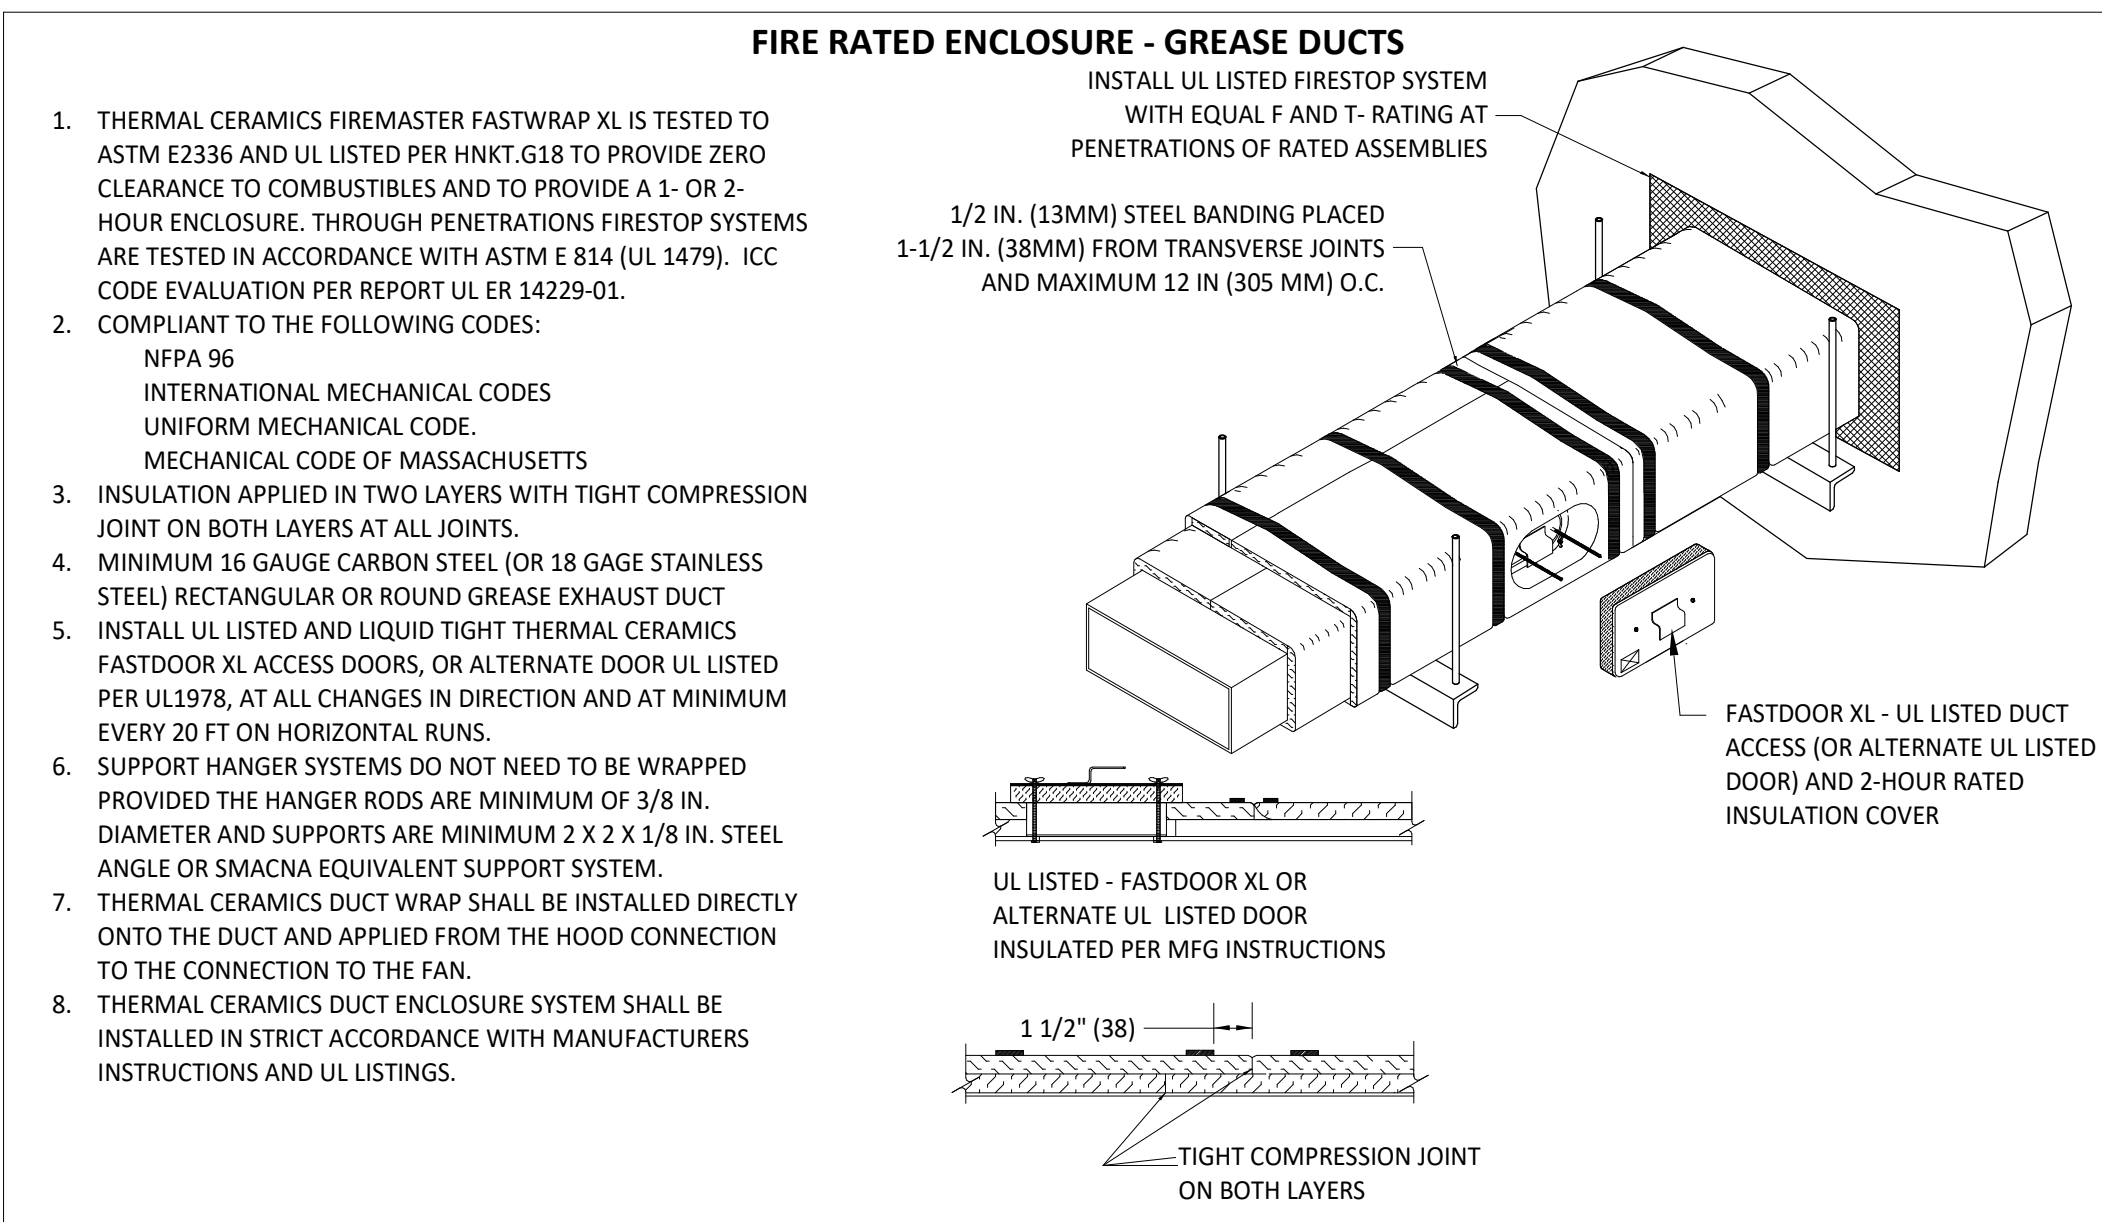 FIRE RATED ENCLOSURE - GREASE DUCTS
1. THERMAL CERAMICS FIREMASTER FASTWRAP XL IS TESTED TO
ASTM E2336 AND UL LISTED PER HNKT.G18 TO PROVIDE ZERO
CLEARANCE TO COMBUSTIBLES AND TO PROVIDE A 1- OR 2-
HOUR ENCLOSURE. THROUGH PENETRATIONS FIRESTOP SYSTEMS
ARE TESTED IN ACCORDANCE WITH ASTM E 814 (UL 1479). ICC
CODE EVALUATION PER REPORT UL ER 14229-01.
2. COMPLIANT TO THE FOLLOWING CODES:
NFPA 96
INTERNATIONAL MECHANICAL CODES
UNIFORM MECHANICAL CODE.
MECHANICAL CODE OF MASSACHUSETTS
3. INSULATION APPLIED IN TWO LAYERS WITH TIGHT COMPRESSION
JOINT ON BOTH LAYERS AT ALL JOINTS.
4. MINIMUM 16 GAUGE CARBON STEEL (OR 18 GAGE STAINLESS
STEEL) RECTANGULAR OR ROUND GREASE EXHAUST DUCT
5. INSTALL UL LISTED AND LIQUID TIGHT THERMAL CERAMICS
FASTDOOR XL ACCESS DOORS, OR ALTERNATE DOOR UL LISTED
PER UL1978, AT ALL CHANGES IN DIRECTION AND AT MINIMUM
EVERY 20 FT ON HORIZONTAL RUNS.
6. SUPPORT HANGER SYSTEMS DO NOT NEED TO BE WRAPPED
PROVIDED THE HANGER RODS ARE MINIMUM OF 3/8 IN.
DIAMETER AND SUPPORTS ARE MINIMUM 2 X 2 X 1/8 IN. STEEL
ANGLE OR SMACNA EQUIVALENT SUPPORT SYSTEM.
7. THERMAL CERAMICS DUCT WRAP SHALL BE INSTALLED DIRECTLY
ONTO THE DUCT AND APPLIED FROM THE HOOD CONNECTION
TO THE CONNECTION TO THE FAN.
8. THERMAL CERAMICS DUCT ENCLOSURE SYSTEM SHALL BE
INSTALLED IN STRICT ACCORDANCE WITH MANUFACTURERS
INSTRUCTIONS AND UL LISTINGS.
INSTALL UL LISTED FIRESTOP SYSTEM
WITH EQUAL F AND T- RATING AT
PENETRATIONS OF RATED ASSEMBLIES
1/2 IN. (13MM) STEEL BANDING PLACED
1-1/2 IN. (38MM) FROM TRANSVERSE JOINTS
AND MAXIMUM 12 IN (305 MM) O.C.
FASTDOOR XL - UL LISTED DUCT
ACCESS (OR ALTERNATE UL LISTED
DOOR) AND 2-HOUR RATED
INSULATION COVER
UL LISTED - FASTDOOR XL OR
ALTERNATE UL LISTED DOOR
INSULATED PER MFG INSTRUCTIONS
1 1/2" (38)
TIGHT COMPRESSION JOINT
ON BOTH LAYERS